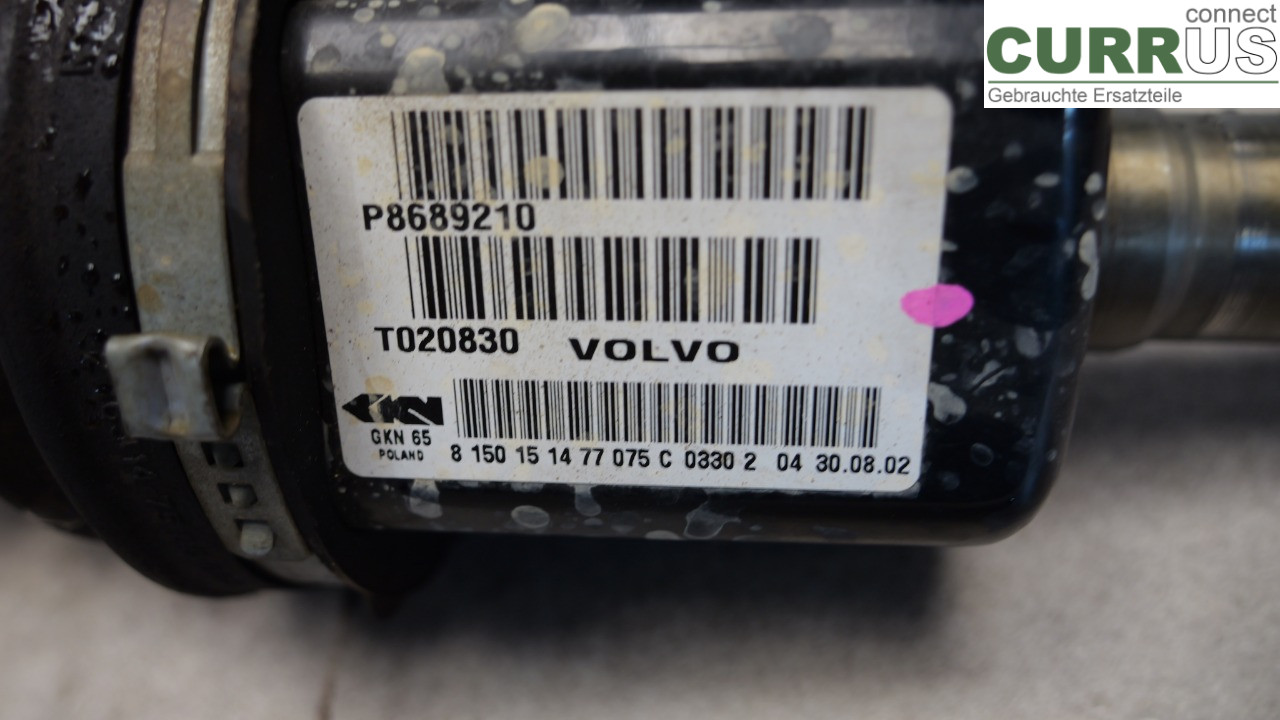 connect
CURRUS
Gebrauchte Ersatzteile
P8689210
T020830 VOLVO
GKN
GKN 65
POLAND
8 150 15 14 77 075 C 0330 2 04 30.08.02